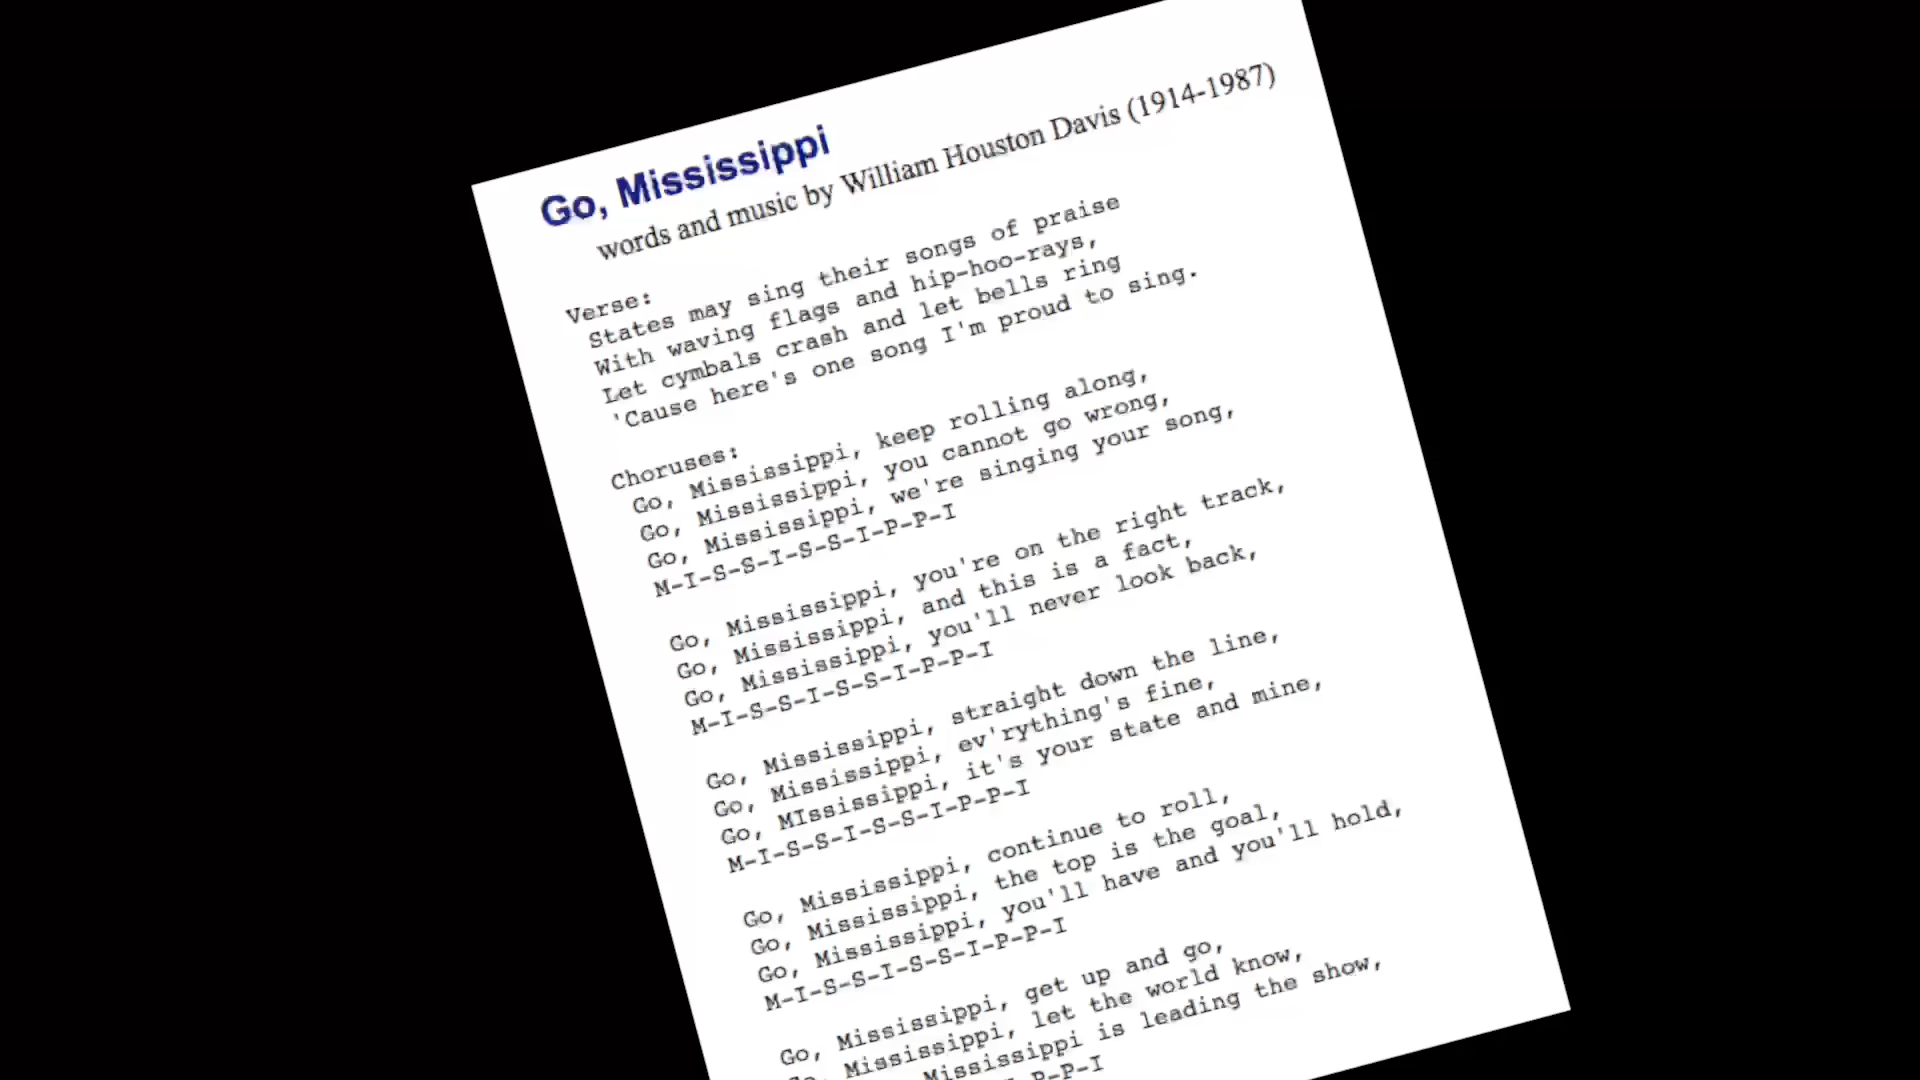 Go, Mississippi
words and music by William Houston Davis (1914-1987)
Verse:
States may sing their songs of praise
With waving flags and hip-hoo-rays,
Let cymbals crash and let bells ring
'Cause here's one song I'm proud to sing.
Choruses:
Go, Mississippi, keep rolling along,
Go, Mississippi, you cannot go wrong,
Go, Mississippi, we're singing your song,
M-I-S-S-I-S-S-I-P-P-I
Go, Mississippi, you're on the right track,
Go, Mississippi, and this is a fact,
Go, Mississippi, you'll never look back,
M-I-S-S-I-S-S-I-P-P-I
Go, Mississippi, straight down the line,
Go, Mississippi, ev'rything's fine,
Go, MIssissippi, it's your state and mine,
M-I-S-S-I-S-S-I-P-P-I
Go, Mississippi, continue to roll,
Go, Mississippi, the top is the goal,
Go, Mississippi, you'll have and you'll hold,
M-I-S-S-I-S-S-I-P-P-I
Go, Mississippi, get up and go,
Go, Mississippi, let the world know,
Mississippi is leading the show,
P-P-I